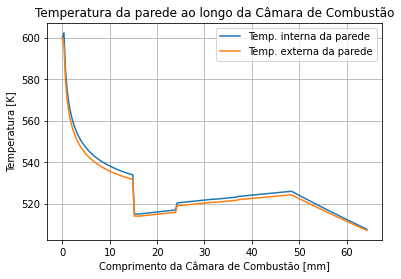 Temperatura da parede ao longo da Câmara de Combustão
Temp. interna da parede
Temp. externa da parede
Temperatura [K]
600
580
560
540
520
0 10 20 30 40 50 60
Comprimento da Câmara de Combustão [mm]